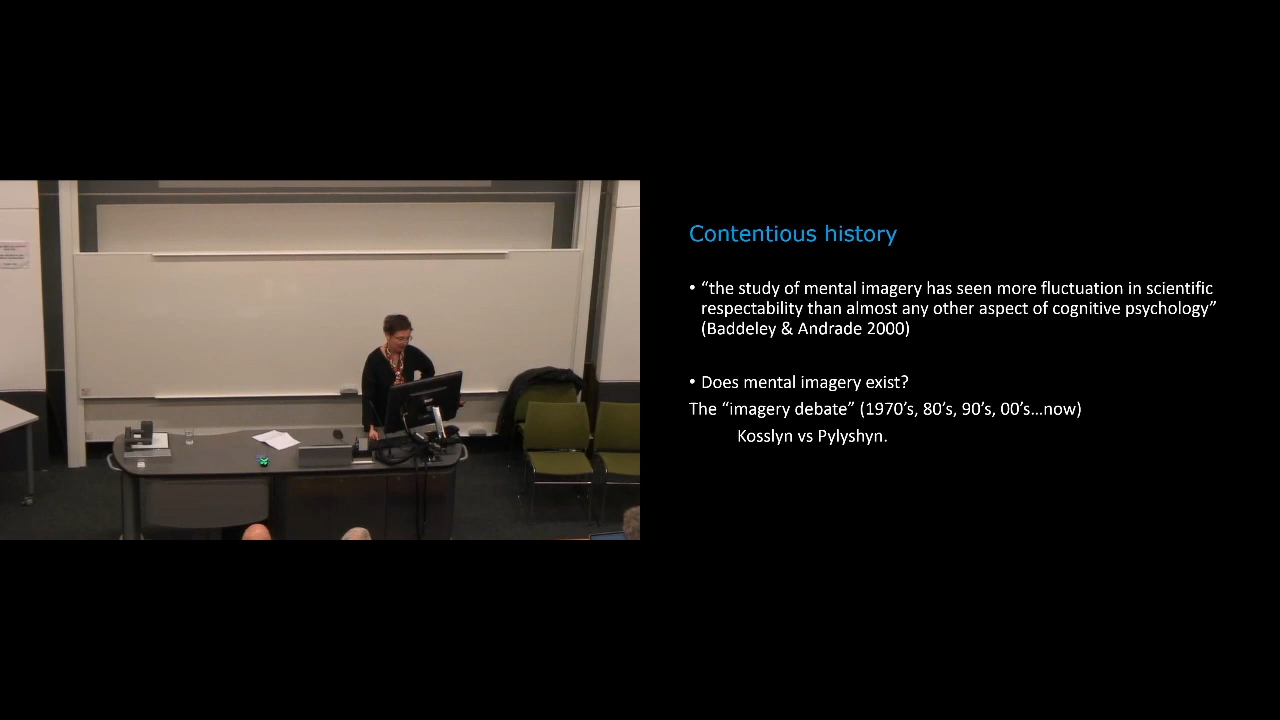 Contentious history
• “the study of mental imagery has seen more fluctuation in scientific
respectability than almost any other aspect of cognitive psychology”
(Baddeley & Andrade 2000)
• Does mental imagery exist?
The “imagery debate” (1970’s, 80’s, 90’s, 00’s…now)
Kosslyn vs Pylyshyn.